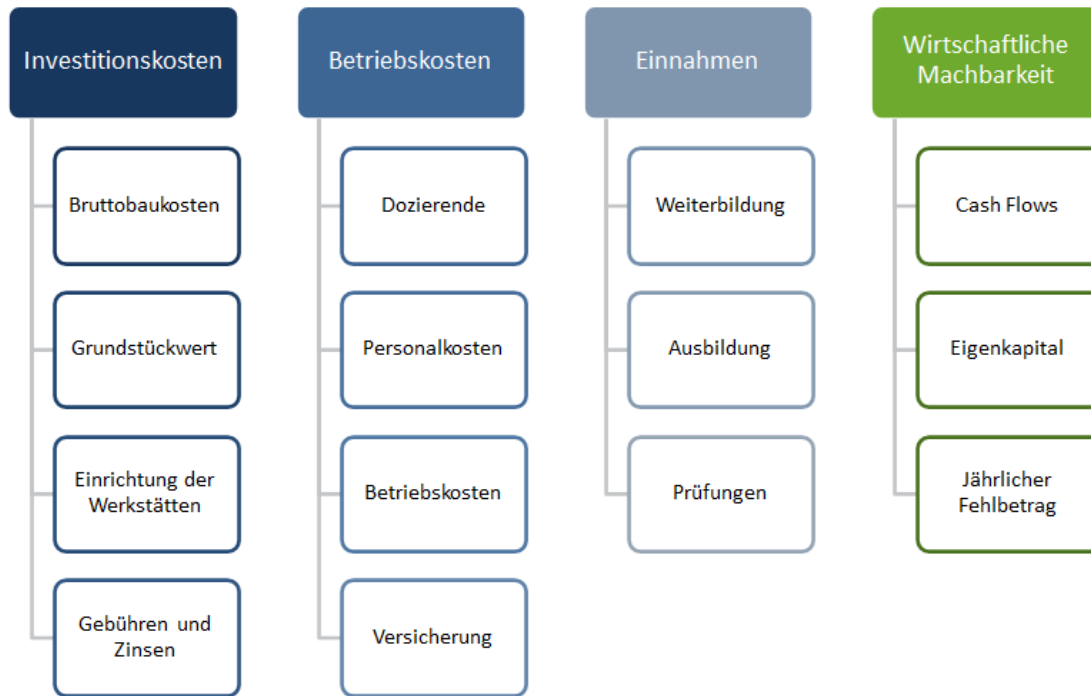 Investitionskosten
Bruttobaukosten
Grundstückwert
Einrichtung der
Werkstätten
Gebühren und
Zinsen
Betriebskosten
Dozierende
Personalkosten
Betriebskosten
Versicherung
Einnahmen
Weiterbildung
Ausbildung
Prüfungen
Wirtschaftliche
Machbarkeit
Cash Flows
Eigenkapital
Jährlicher
Fehlbetrag